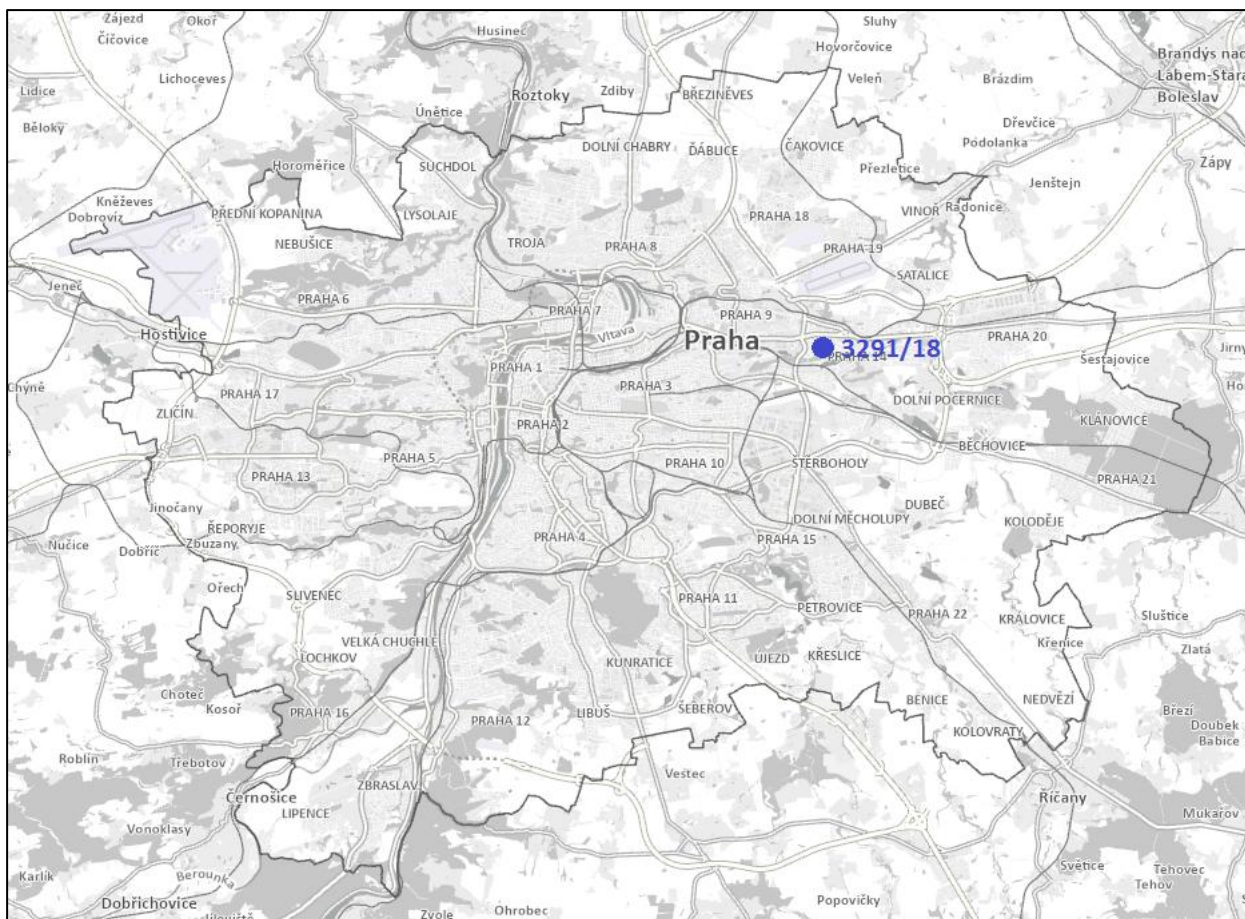 Zájezd
Okoř
Číčovice
Husinec
Sluhy
Hovorčovice
Brandýs nad
Labem-Stará
Boleslav
Lidice
Lichoceves
Roztoky
Zdiby
BŘEZINĚVES
Veleň
Brázdim
Běloky
Únětice
Dřevčice
Podolanka
Horoměřice
SUCHDOL
DOLNÍ CHABRY
ĎÁBLICE
ČAKOVICE
Přezletice
Zápy
Jenštejn
Kněževes
Dobrovíz
PŘEDNÍ KOPANINA
LYSOLAJE
PRAHA 18
VINOŘ
Radonice
NEBUŠICE
TROJA
PRAHA 8
PRAHA 19
SATALICE
Jeneč
PRAHA 6
PRAHA 7
PRAHA 9
Hostivice
Vltava
Praha
3291/18
PRAHA 14
PRAHA 20
Jirny
Šestajovice
Chýně
PRAHA 1
PRAHA 3
PRAHA 17
DOLNÍ POČERNICE
ZLIČÍN
PRAHA 2
KLÁNOVICE
BĚCHOVICE
PRAHA 5
PRAHA 10
ŠTĚRBOHOLY
PRAHA 13
PRAHA 21
Jinočany
DUBEČ
ŘEPORYJE
DOLNÍ MĚCHOLUPY
KOLODĚJE
Nučice
Dobříč
Zbuzany
PRAHA 4
PRAHA 15
Ořech
SLIVENEC
PRAHA 11
PETROVICE
PRAHA 22
KRÁLOVICE
Sluštice
VELKÁ CHUCHLE
Křenice
LOCHKOV
KUNRATICE
ÚJEZD
KŘESLICE
Zlatá
Choteč
Kosoř
BENICE
NEDVĚZÍ
PRAHA 16
PRAHA 12
LIBUŠ
ŠEBEROV
Březí
Doubek
Babice
KOLOVRATY
Roblín
Třebotov
Vestec
Černošice
ZBRASLAV
Říčany
LIPENCE
Mukařov
Vonoklasy
Karlík
Berounka
Světice
Tehovec
Tehov
Dobřichovice
Jíloviště
Zvole
Ohrobec
Popovičky